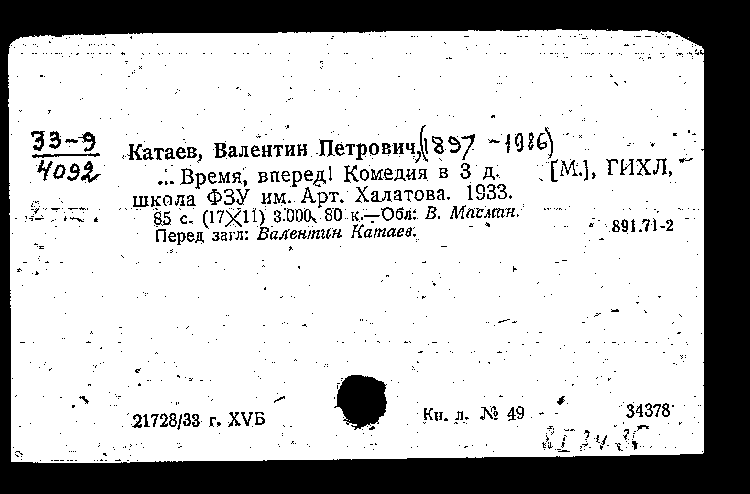 33-9
4092
Катаев, Валентин Петрович, (1897 - 1986)
... Время, вперед! Комедия в 3 д. [М.], ГИХЛ,
школа ФЗУ им. Арт. Халатова. 1933.
85 с. (17X11) 3.000. 80 к.—Обл: В. Масман.
Перед загл: Валентин Катаев.
891.71-2
21728/33 г. XVБ
Кн. л. № 49
34378